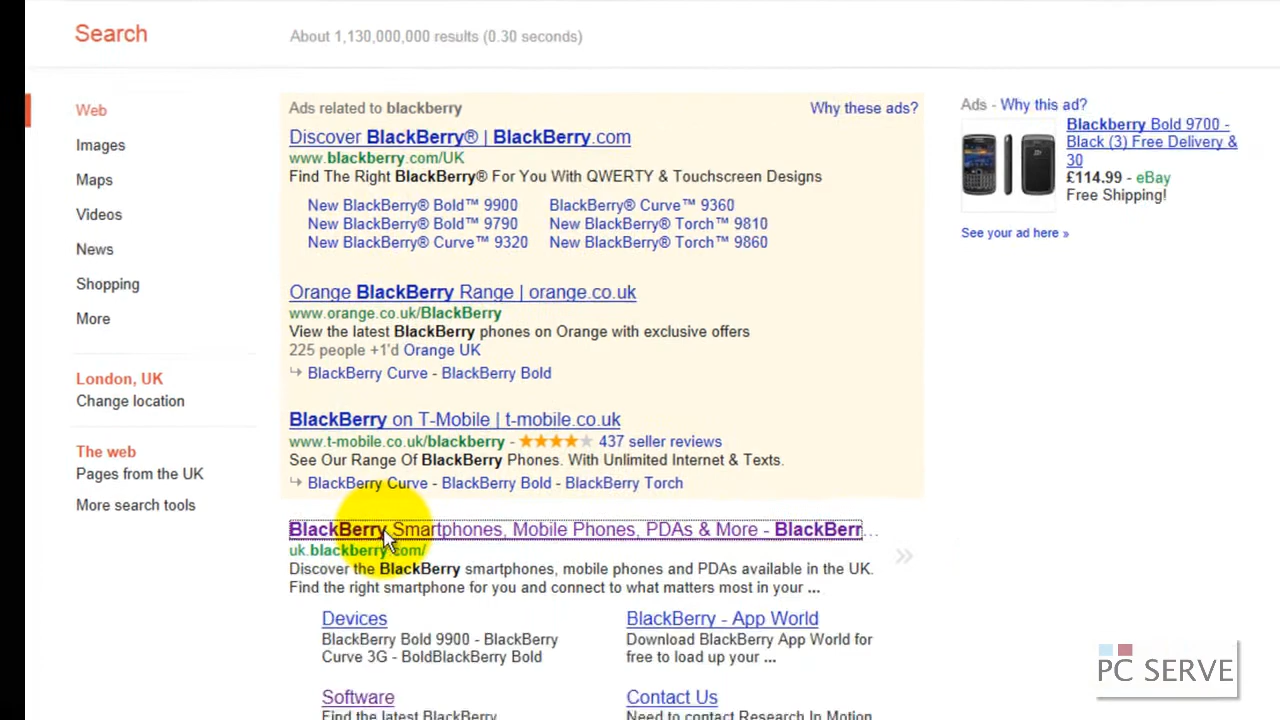 Search
About 1,130,000,000 results (0.30 seconds)
Web
Images
Maps
Videos
News
Shopping
More
London, UK
Change location
The web
Pages from the UK
More search tools
Ads related to blackberry
Why these ads?
Discover BlackBerry® | BlackBerry.com
www.blackberry.com/UK
Find The Right BlackBerry® For You With QWERTY & Touchscreen Designs
New BlackBerry® Bold™ 9900
BlackBerry® Curve™ 9360
New BlackBerry® Bold™ 9790
New BlackBerry® Torch™ 9810
New BlackBerry® Curve™ 9320
New BlackBerry® Torch™ 9860
Orange BlackBerry Range | orange.co.uk
www.orange.co.uk/BlackBerry
View the latest BlackBerry phones on Orange with exclusive offers
225 people +1'd Orange UK
BlackBerry Curve - BlackBerry Bold
BlackBerry on T-Mobile | t-mobile.co.uk
www.t-mobile.co.uk/blackberry - 437 seller reviews
See Our Range Of BlackBerry Phones. With Unlimited Internet & Texts.
BlackBerry Curve - BlackBerry Bold - BlackBerry Torch
BlackBerry Smartphones, Mobile Phones, PDAs & More - BlackBerr...
uk.blackberry.com/
Discover the BlackBerry smartphones, mobile phones and PDAs available in the UK.
Find the right smartphone for you and connect to what matters most in your ...
Devices
BlackBerry Bold 9900 - BlackBerry
Curve 3G - BoldBlackBerry Bold
BlackBerry - App World
Download BlackBerry App World for
free to load up your ...
Software
Find the latest BlackBerry
Contact Us
Need to contact Research In Motion
Ads - Why this ad?
Blackberry Bold 9700 -
Black (3) Free Delivery &
30
£114.99 - eBay
Free Shipping!
See your ad here »
PC SERVE